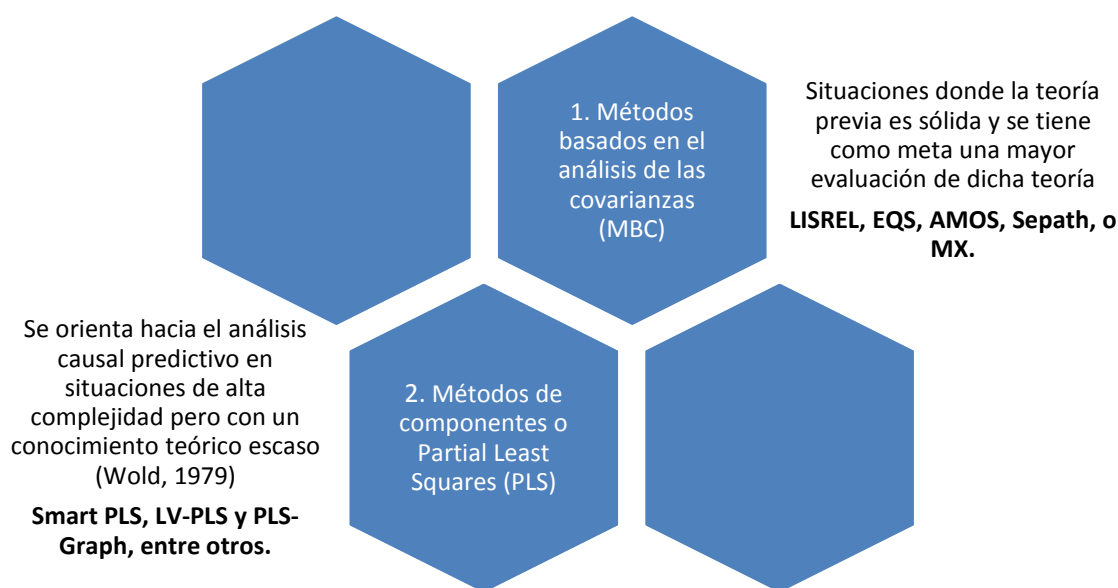 1. Métodos
basados en el
análisis de las
covarianzas
(MBC)
Situaciones donde la teoría
previa es sólida y se tiene
como meta una mayor
evaluación de dicha teoría
LISREL, EQS, AMOS, Sepath, o
MX.
Se orienta hacia el análisis
causal predictivo en
situaciones de alta
complejidad pero con un
conocimiento teórico escaso
(Wold, 1979)
Smart PLS, LV-PLS y PLS-
Graph, entre otros.
2. Métodos de
componentes o
Partial Least
Squares (PLS)